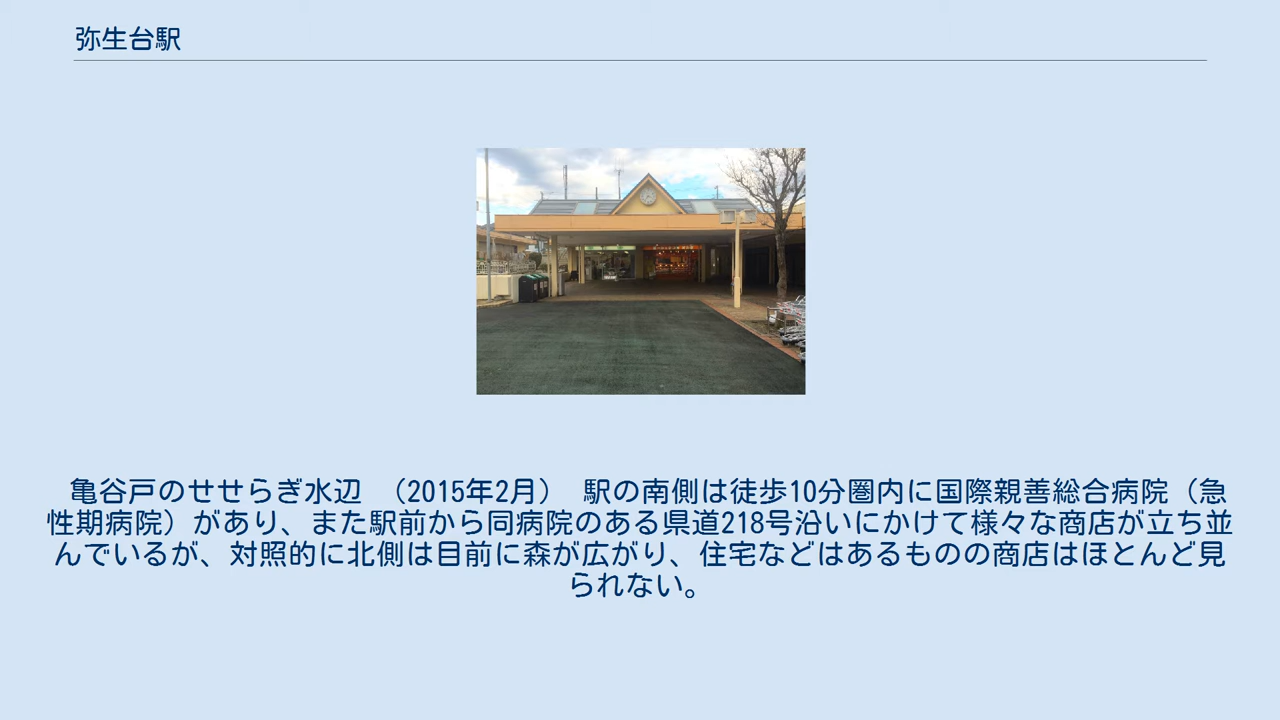 弥生台駅
亀谷戸のせせらぎ水辺 （2015年2月） 駅の南側は徒歩10分圏内に国際親善総合病院（急
性期病院）があり、また駅前から同病院のある県道218号沿いにかけて様々な商店が立ち並
んでいるが、対照的に北側は目前に森が広がり、住宅などはあるものの商店はほとんど見
られない。